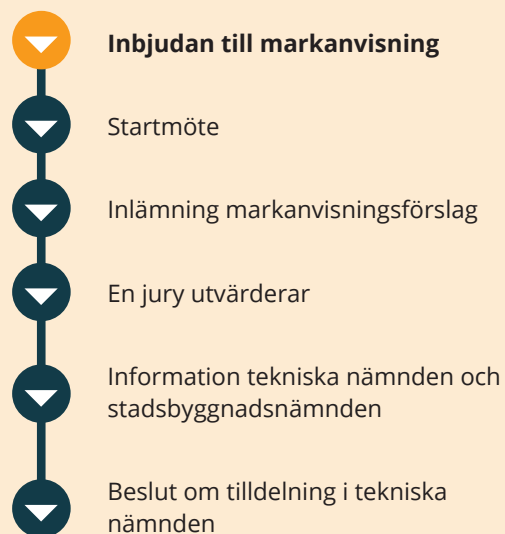 Inbjudan till markanvisning
Startmöte
Inlämning markanvisningsförslag
En jury utvärderar
Information tekniska nämnden och
stadsbyggnadsnämnden
Beslut om tilldelning i tekniska
nämnden